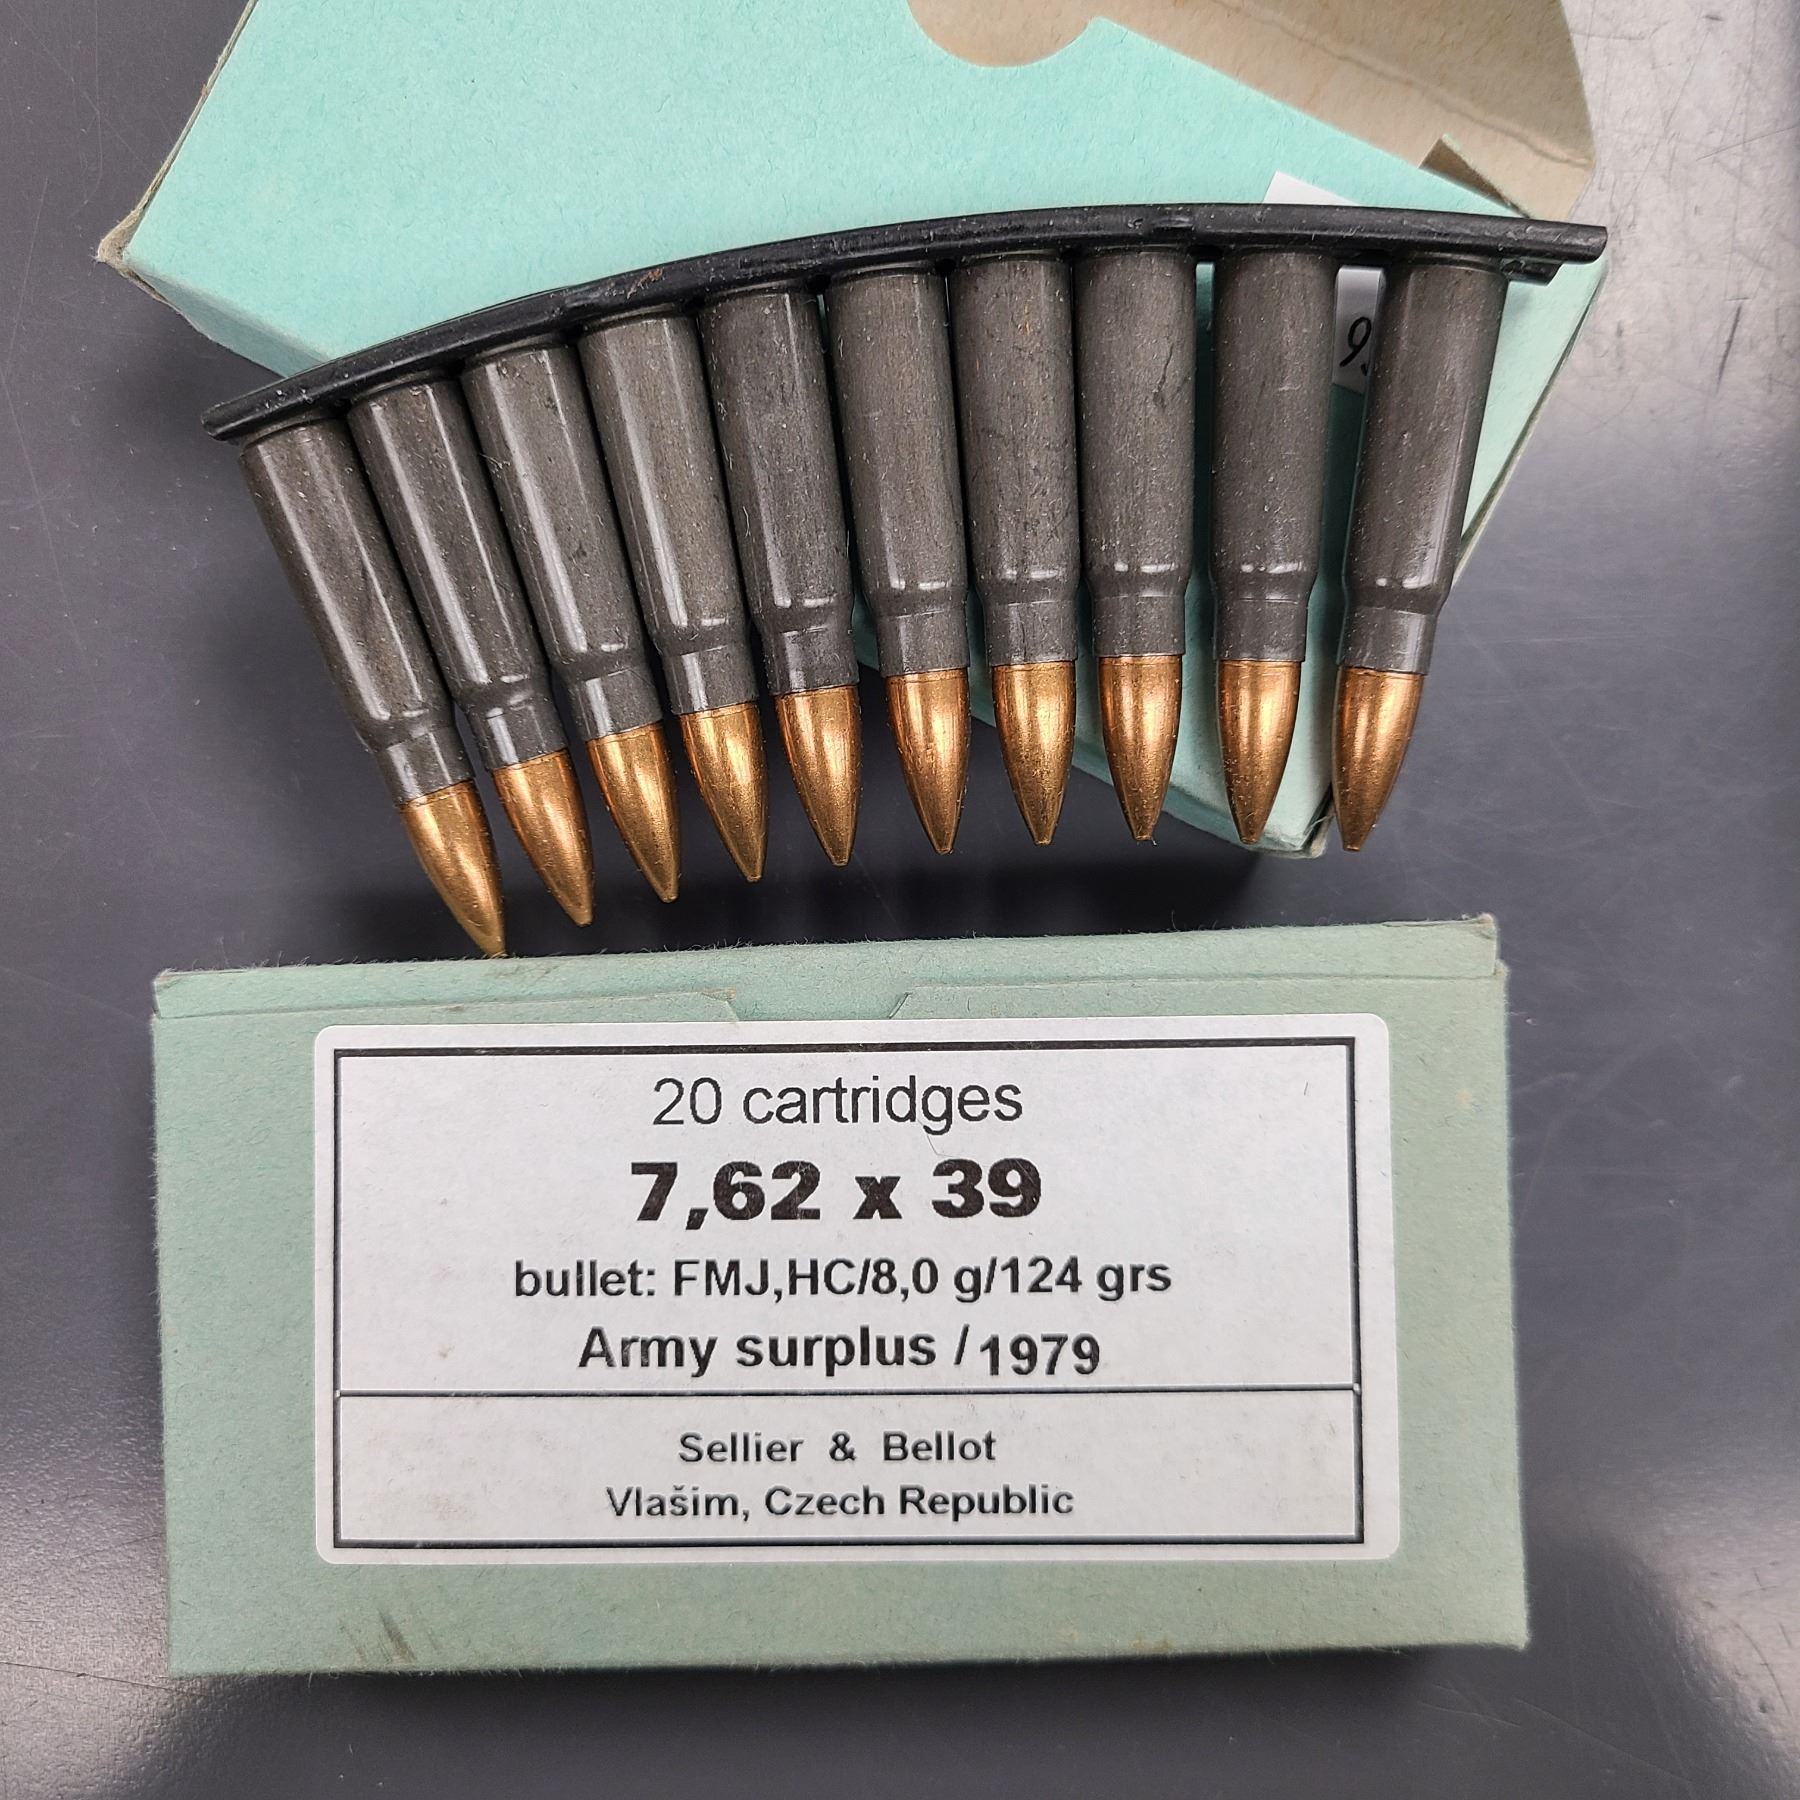 20 cartridges
7,62 x 39
bullet: FMJ,HC/8,0 g/124 grs
Army surplus / 1979
Sellier & Bellot
Vlašim, Czech Republic